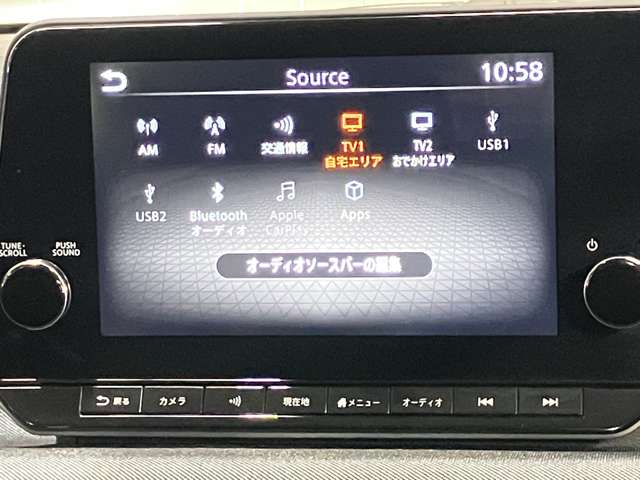 Source
10:58
AM
FM
交通情報
TV1
自宅エリア
TV2
おでかけエリア
USB1
USB2
Bluetooth
オーディオ
Apple
CarPlay
Apps
オーディオソースバーの編集
TUNE・
SCROLL
PUSH
SOUND
戻る
カメラ
現在地
メニュー
オーディオ